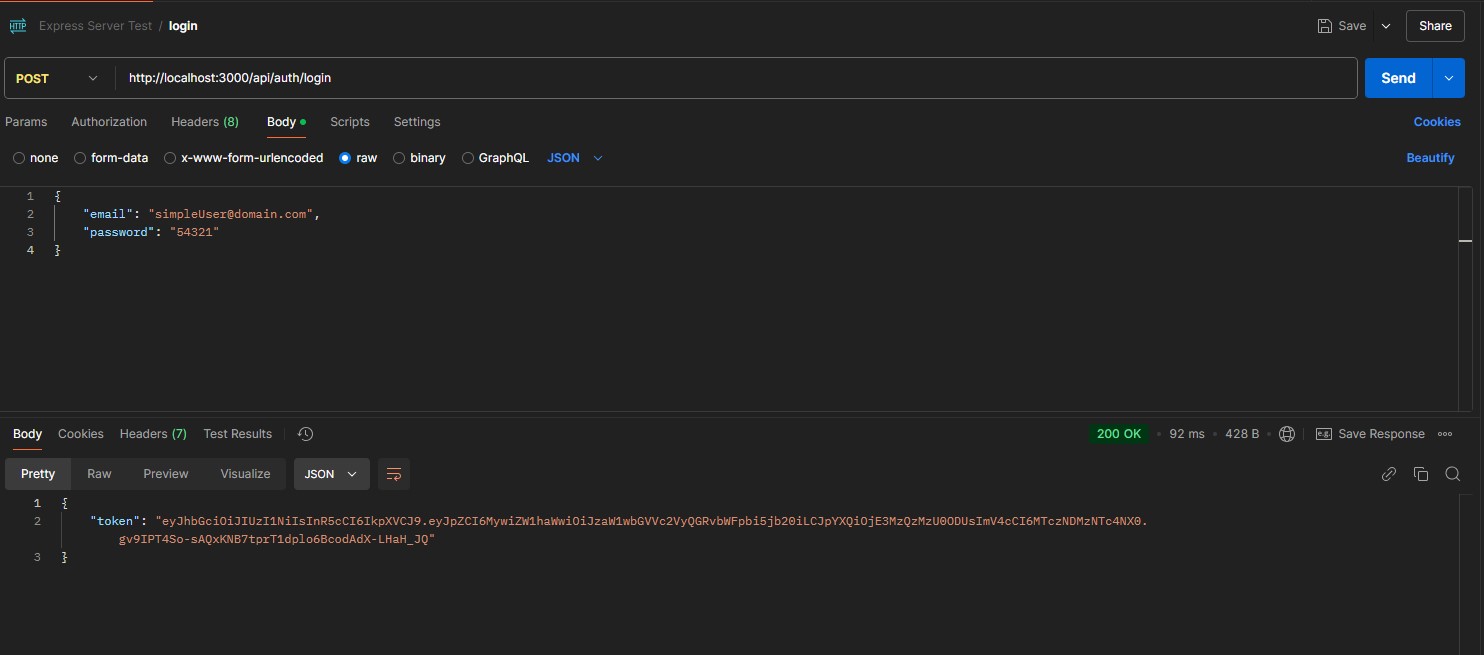 HTTP Express Server Test / login Save Share
POST http://localhost:3000/api/auth/login Send
Params Authorization Headers (8) Body Scripts Settings Cookies
none form-data x-www-form-urlencoded raw binary GraphQL JSON Beautify
1 {
2 "email": "simpleUser@domain.com",
3 "password": "54321"
4 }
Body Cookies Headers (7) Test Results 200 OK • 92 ms • 428 B • e.g. Save Response
Pretty Raw Preview Visualize JSON
1 {
2 "token": "eyJhbGciOiJIUzI1NiIsInR5cCI6IkpXVCJ9.eyJpZCI6MywiZW1haWwiOiJzaW1wbGVVc2VyQGRvbWFpbi5jb20iLCJpYXQiOjE3MzQzMzU0ODUsImV4cCI6MTczNDMzNTc4NX0.
gv9IPT4So-sAQxKNB7tprT1dplo6BcodAdX-LHaH_JQ"
3 }